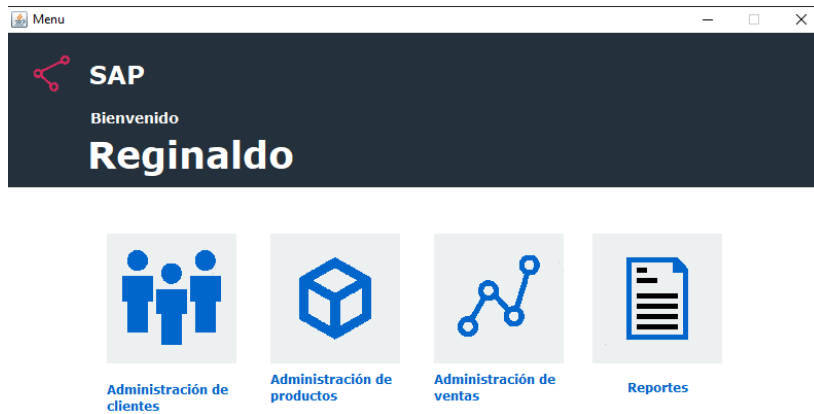 Menu
SAP
Bienvenido
Reginaldo
Administración de
clientes
Administración de
productos
Administración de
ventas
Reportes